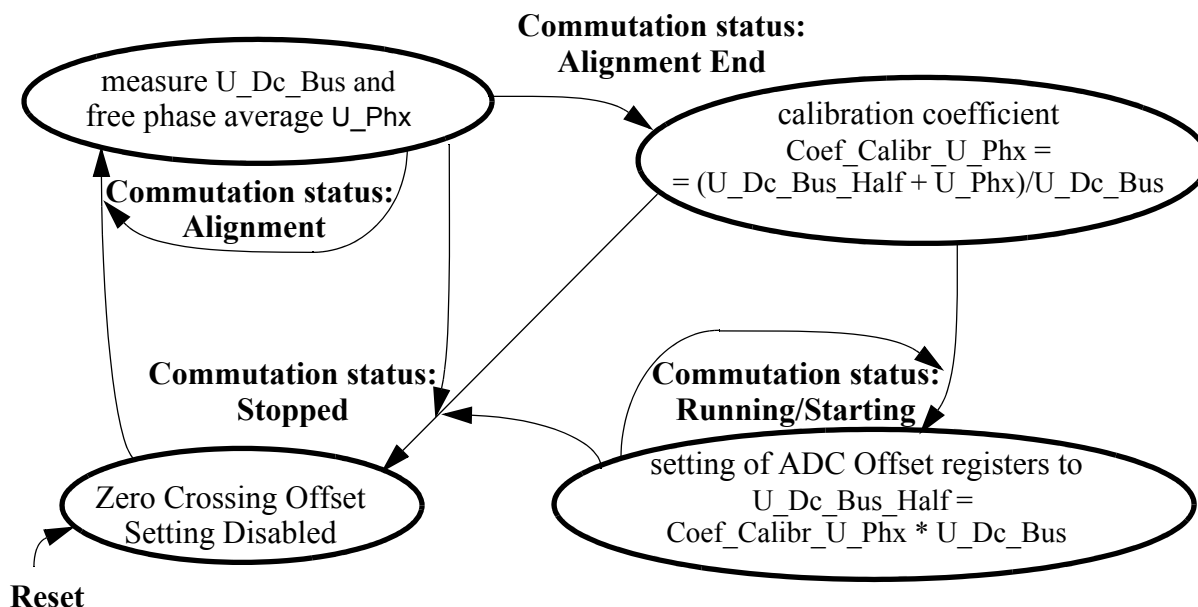 Commutation status:
Alignment End
measure U_Dc_Bus and
free phase average U_Phx
calibration coefficient
Coef_Calibr_U_Phx =
= (U_Dc_Bus_Half + U_Phx)/U_Dc_Bus
Commutation status:
Alignment
Commutation status:
Stopped
Commutation status:
Running/Starting
Zero Crossing Offset
Setting Disabled
setting of ADC Offset registers to
U_Dc_Bus_Half =
Coef_Calibr_U_Phx * U_Dc_Bus
Reset